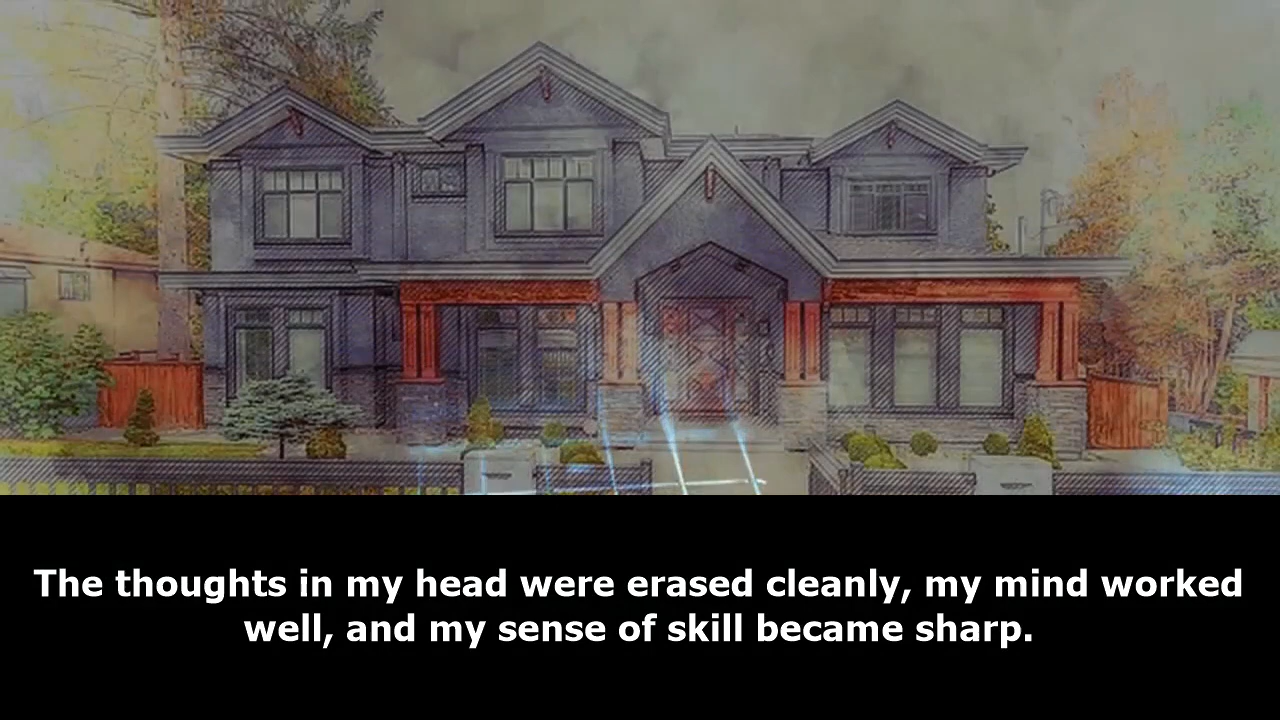 The thoughts in my head were erased cleanly, my mind worked
well, and my sense of skill became sharp.